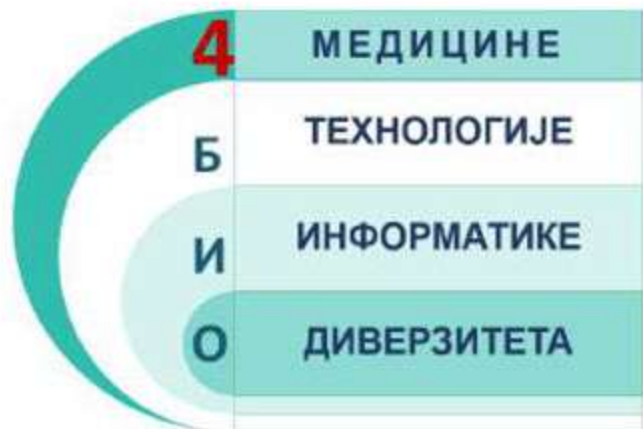 4 МЕДИЦИНЕ
Б ТЕХНОЛОГИЈЕ
И ИНФОРМАТИКЕ
О ДИВЕРЗИТЕТА